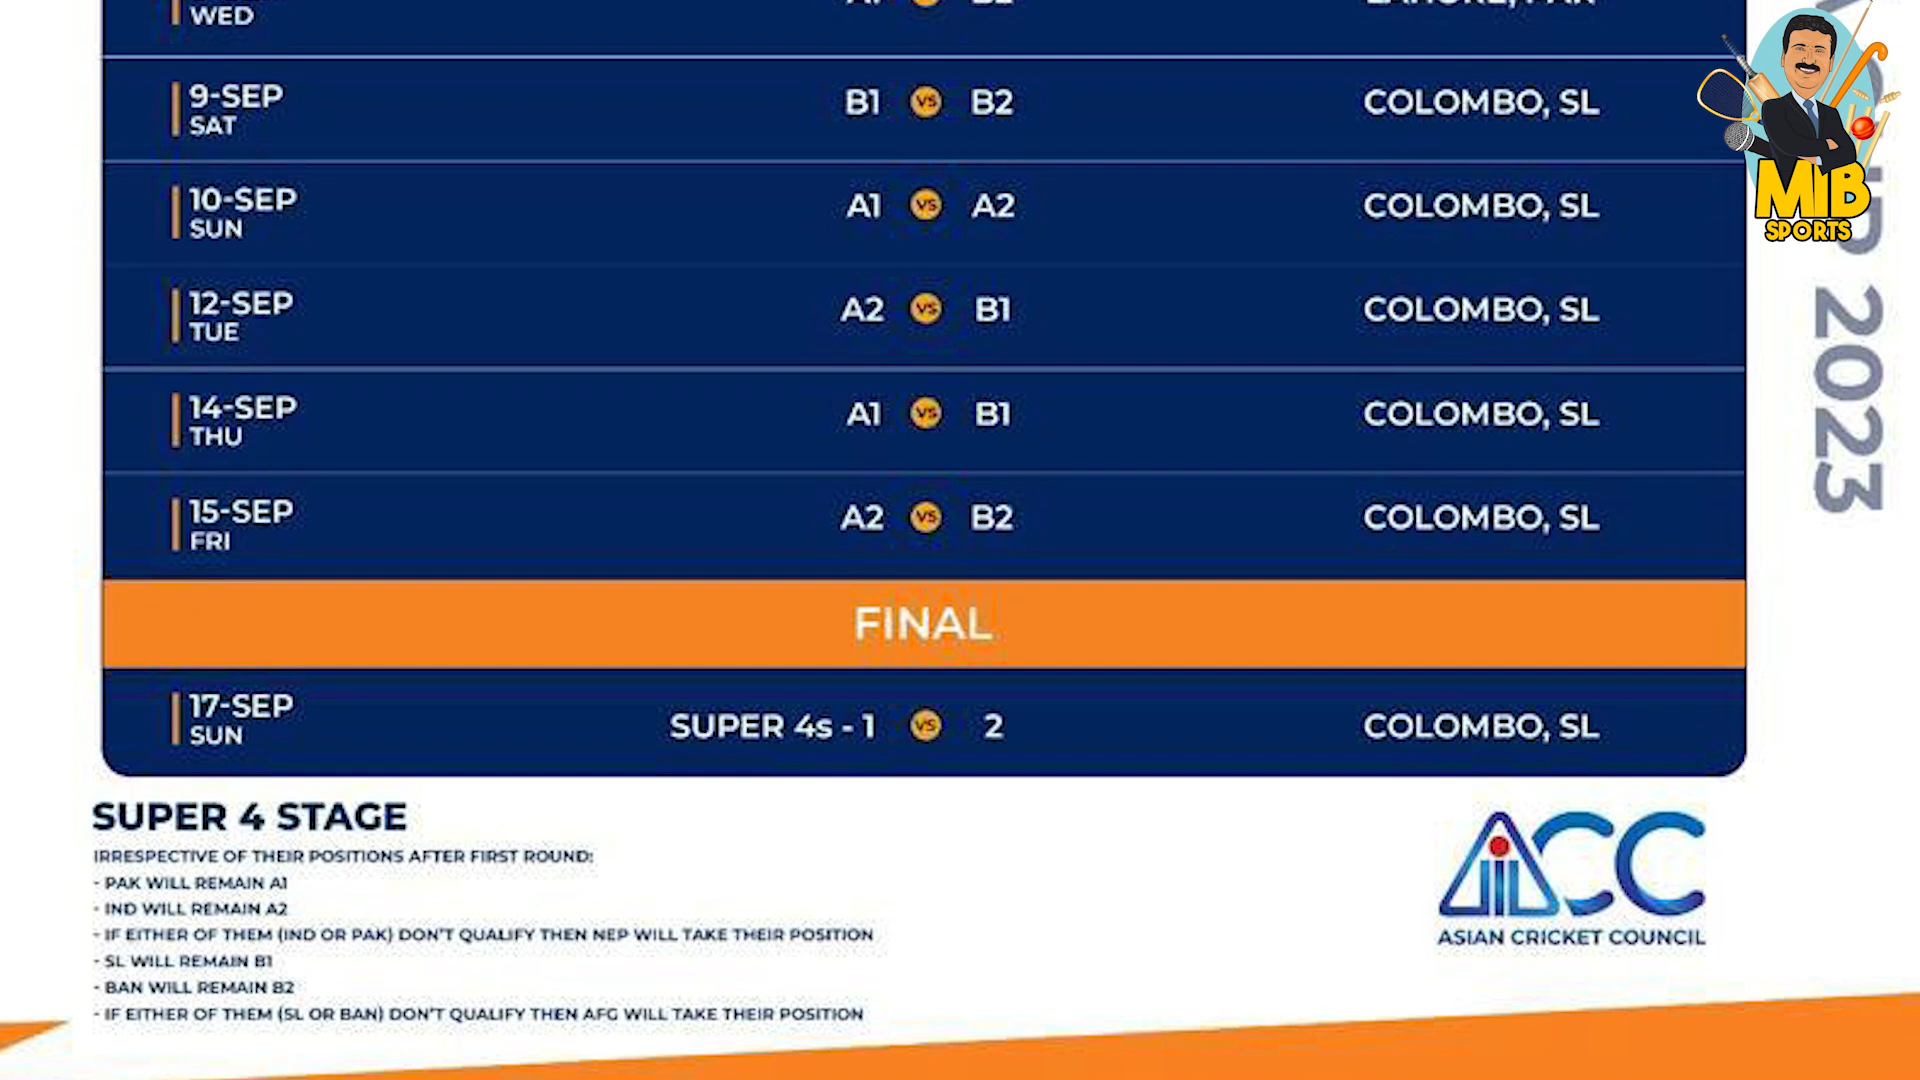 WED
9-SEP
SAT
B1 VS B2
COLOMBO, SL
10-SEP
SUN
A1 VS A2
COLOMBO, SL
12-SEP
TUE
A2 VS B1
COLOMBO, SL
14-SEP
THU
A1 VS B1
COLOMBO, SL
15-SEP
FRI
A2 VS B2
COLOMBO, SL
FINAL
17-SEP
SUN
SUPER 4s - 1 VS 2
COLOMBO, SL
SUPER 4 STAGE
IRRESPECTIVE OF THEIR POSITIONS AFTER FIRST ROUND:
- PAK WILL REMAIN A1
- IND WILL REMAIN A2
- IF EITHER OF THEM (IND OR PAK) DON'T QUALIFY THEN NEP WILL TAKE THEIR POSITION
- SL WILL REMAIN B1
- BAN WILL REMAIN B2
- IF EITHER OF THEM (SL OR BAN) DON'T QUALIFY THEN AFG WILL TAKE THEIR POSITION
ACC
ASIAN CRICKET COUNCIL
MIB
SPORTS
2023